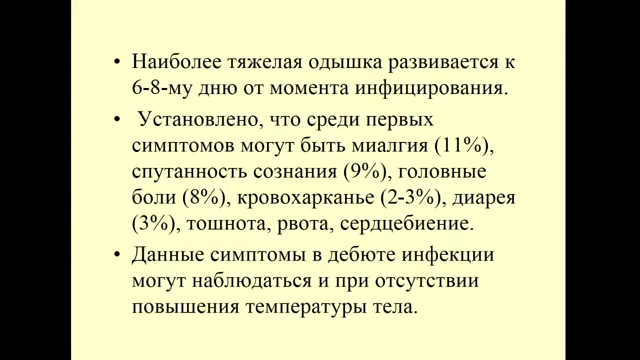 • Наиболее тяжелая одышка развивается к
6-8-му дню от момента инфицирования.
• Установлено, что среди первых
симптомов могут быть миалгия (11%),
спутанность сознания (9%), головные
боли (8%), кровохарканье (2-3%), диарея
(3%), тошнота, рвота, сердцебиение.
• Данные симптомы в дебюте инфекции
могут наблюдаться и при отсутствии
повышения температуры тела.